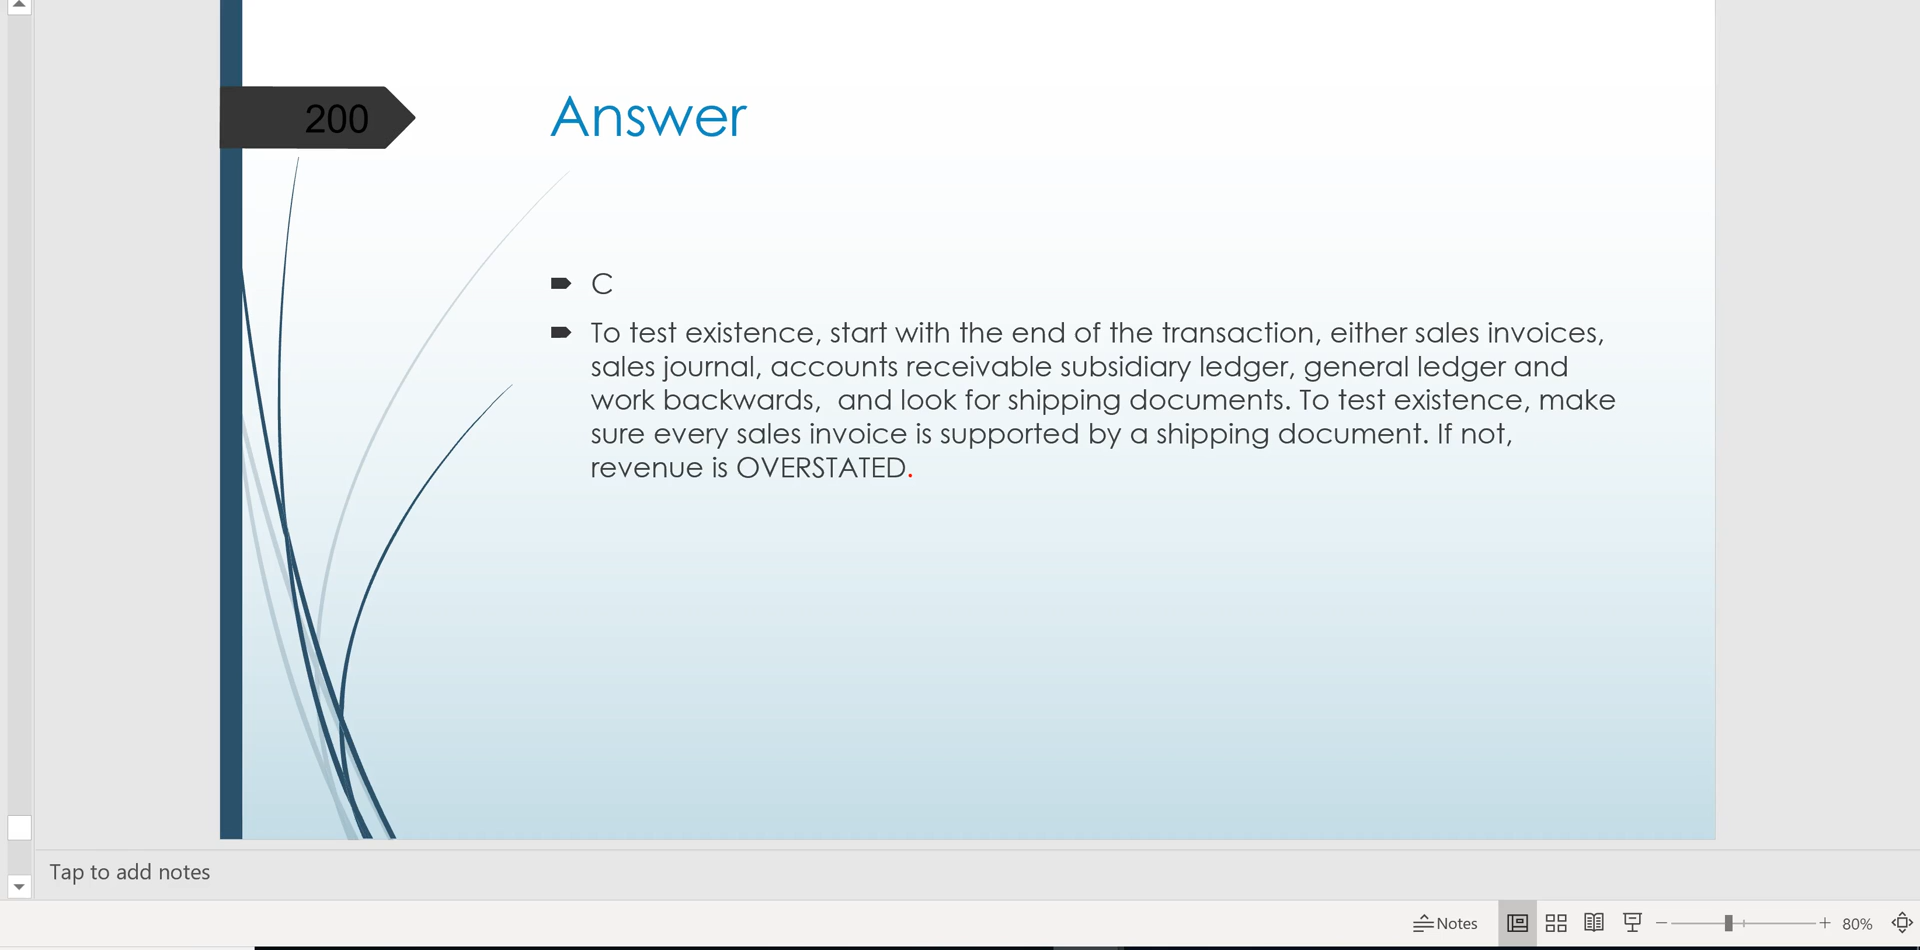 200
Answer
C
To test existence, start with the end of the transaction, either sales invoices,
sales journal, accounts receivable subsidiary ledger, general ledger and
work backwards,  and look for shipping documents. To test existence, make
sure every sales invoice is supported by a shipping document. If not,
revenue is OVERSTATED.
Tap to add notes
Notes
80%